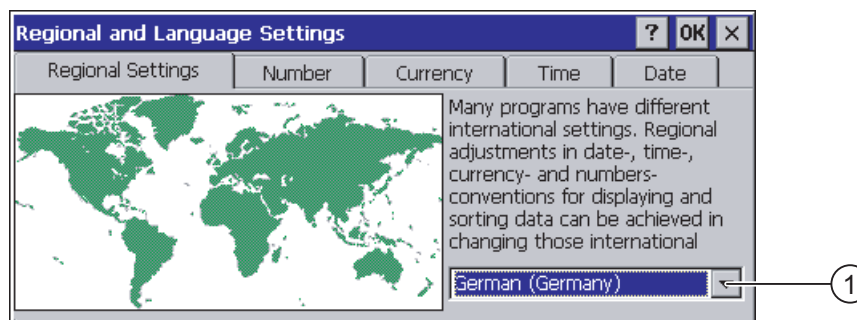 Regional and Language Settings ? OK ×
Regional Settings Number Currency Time Date
Many programs have different
international settings. Regional
adjustments in date-, time-,
currency- and numbers-
conventions for displaying and
sorting data can be achieved in
changing those international
German (Germany)
1